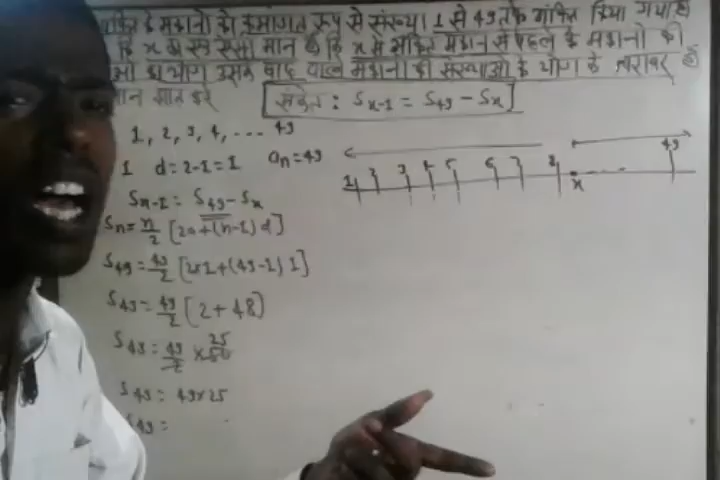 के मकानों को क्रमागत रूप से संख्या 1 से 49 तक अंकित किया गया है
कि x का एक ऐसा मान है कि x से अंकित मकान से पहले के मकानों की
ओं का योग उसके बाद वाले मकानों की संख्याओं के योग के बराबर है
मान ज्ञात करें संकेत : Sx-1 = S49 - Sx
1, 2, 3, 4, .... 49
1 d = 2-1 = 1 an = 49
1 2 3 4 5 6 7 8 x ..... 49
Sx-1 = S49 - Sx
Sn = n/2 [2a + (n-1) d]
S49 = 49/2 [2x1 + (49-1) 1]
S49 = 49/2 [2 + 48]
S49 = 49/2 × 50 25
S49 = 49 × 25
S49 =